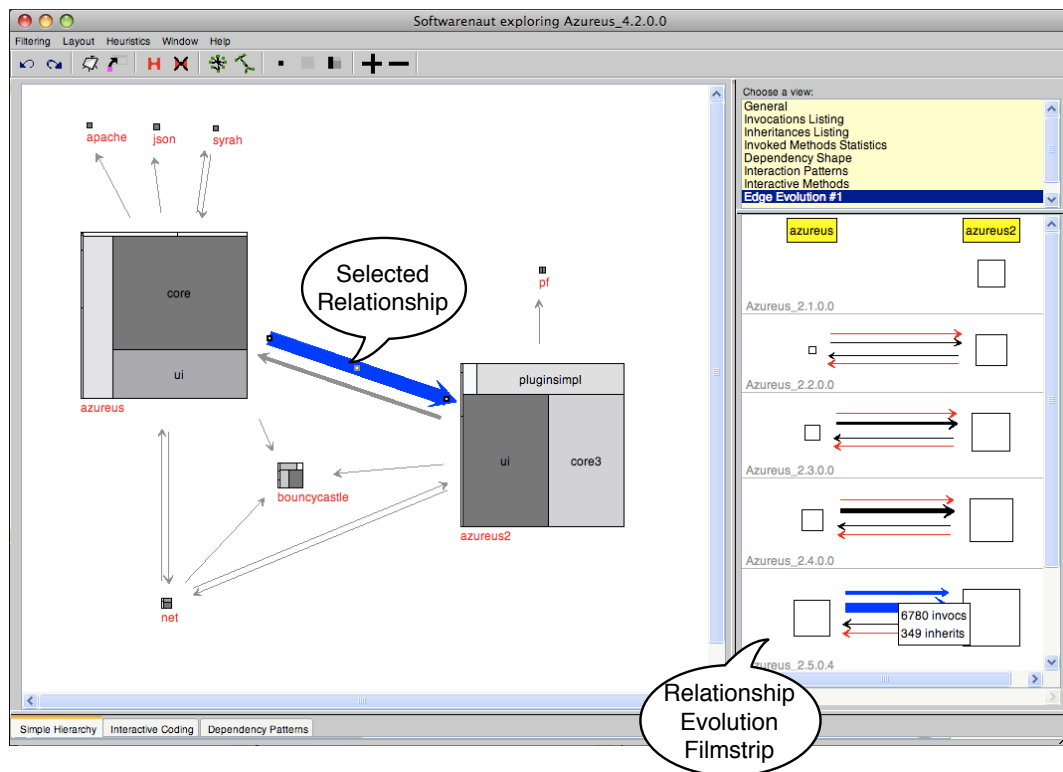 Softwarenaut exploring Azureus_4.2.0.0
Filtering Layout Heuristics Window Help
H
Choose a view:
General
Invocations Listing
Inheritances Listing
Invoked Methods Statistics
Dependency Shape
Interaction Patterns
Interactive Methods
Edge Evolution #1
apache
json
syrah
core
ui
azureus
Selected
Relationship
pf
pluginsimpl
ui
core3
azureus2
bouncycastle
net
azureus
azureus2
Azureus_2.1.0.0
Azureus_2.2.0.0
Azureus_2.3.0.0
Azureus_2.4.0.0
6780 invocs
349 inherits
Azureus_2.5.0.4
Relationship
Evolution
Filmstrip
Simple Hierarchy
Interactive Coding
Dependency Patterns